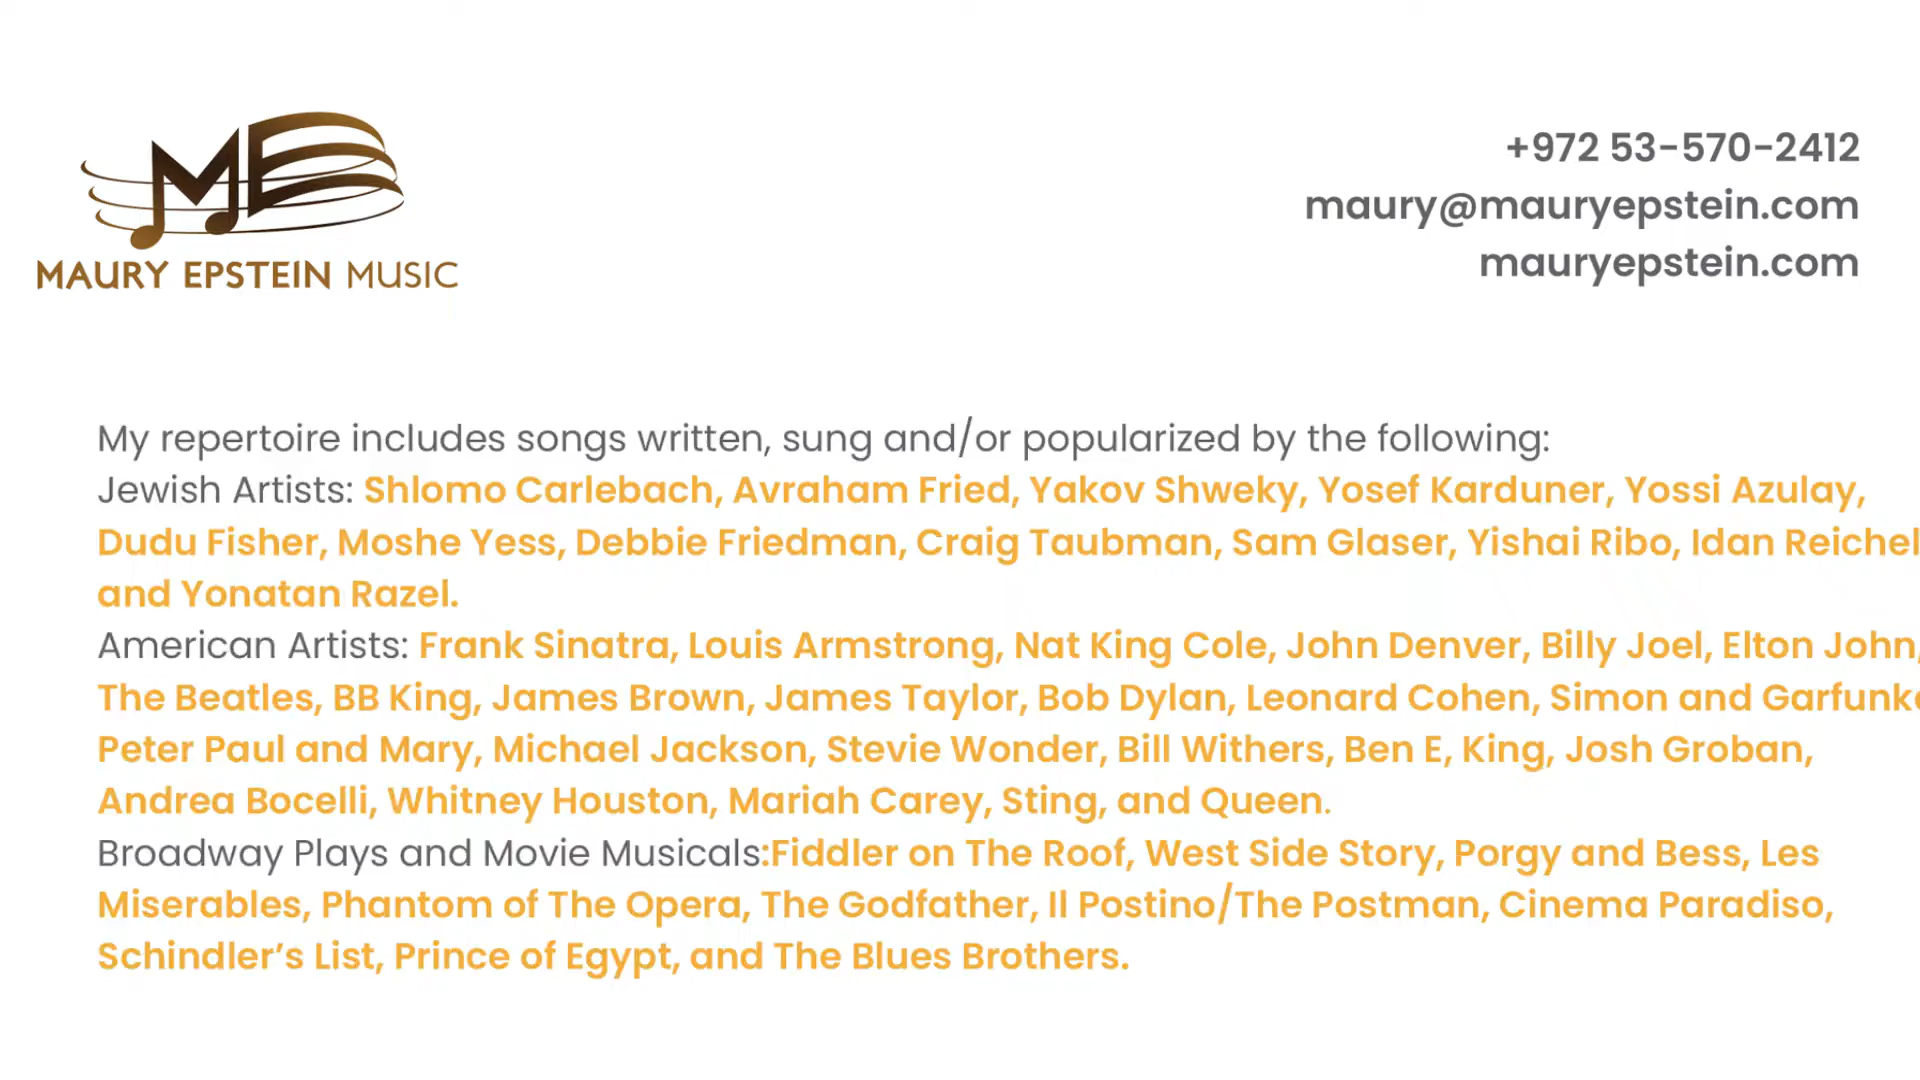 ME
MAURY EPSTEIN MUSIC
+972 53-570-2412
maury@mauryepstein.com
mauryepstein.com
My repertoire includes songs written, sung and/or popularized by the following:
Jewish Artists: Shlomo Carlebach, Avraham Fried, Yakov Shweky, Yosef Karduner, Yossi Azulay,
Dudu Fisher, Moshe Yess, Debbie Friedman, Craig Taubman, Sam Glaser, Yishai Ribo, Idan Reichel
and Yonatan Razel.
American Artists: Frank Sinatra, Louis Armstrong, Nat King Cole, John Denver, Billy Joel, Elton John,
The Beatles, BB King, James Brown, James Taylor, Bob Dylan, Leonard Cohen, Simon and Garfunk
Peter Paul and Mary, Michael Jackson, Stevie Wonder, Bill Withers, Ben E, King, Josh Groban,
Andrea Bocelli, Whitney Houston, Mariah Carey, Sting, and Queen.
Broadway Plays and Movie Musicals:Fiddler on The Roof, West Side Story, Porgy and Bess, Les
Miserables, Phantom of The Opera, The Godfather, Il Postino/The Postman, Cinema Paradiso,
Schindler’s List, Prince of Egypt, and The Blues Brothers.